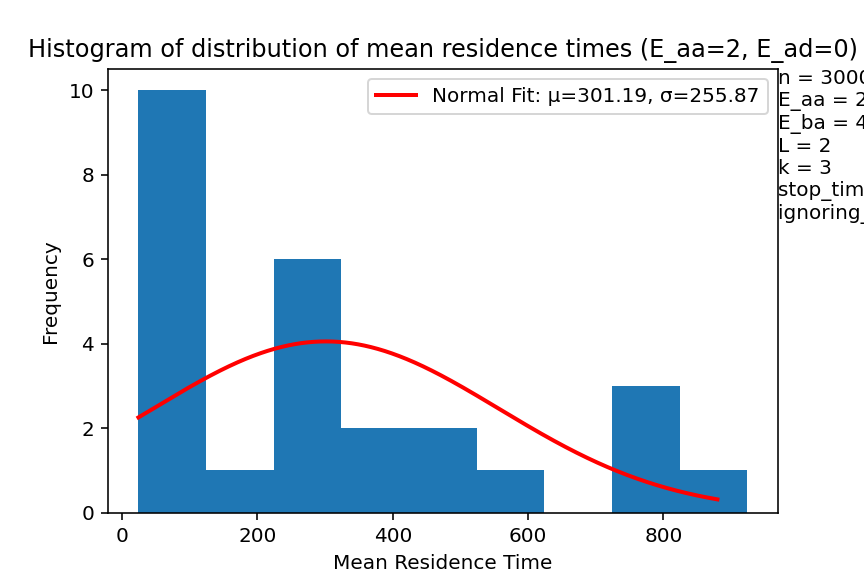 Histogram of distribution of mean residence times (E_aa=2, E_ad=0)
Normal Fit: μ=301.19, σ=255.87
n = 3000
E_aa = 2
E_ba = 4
L = 2
k = 3
stop_tim
ignoring_
10
8
6
4
2
0
Frequency
0 200 400 600 800
Mean Residence Time